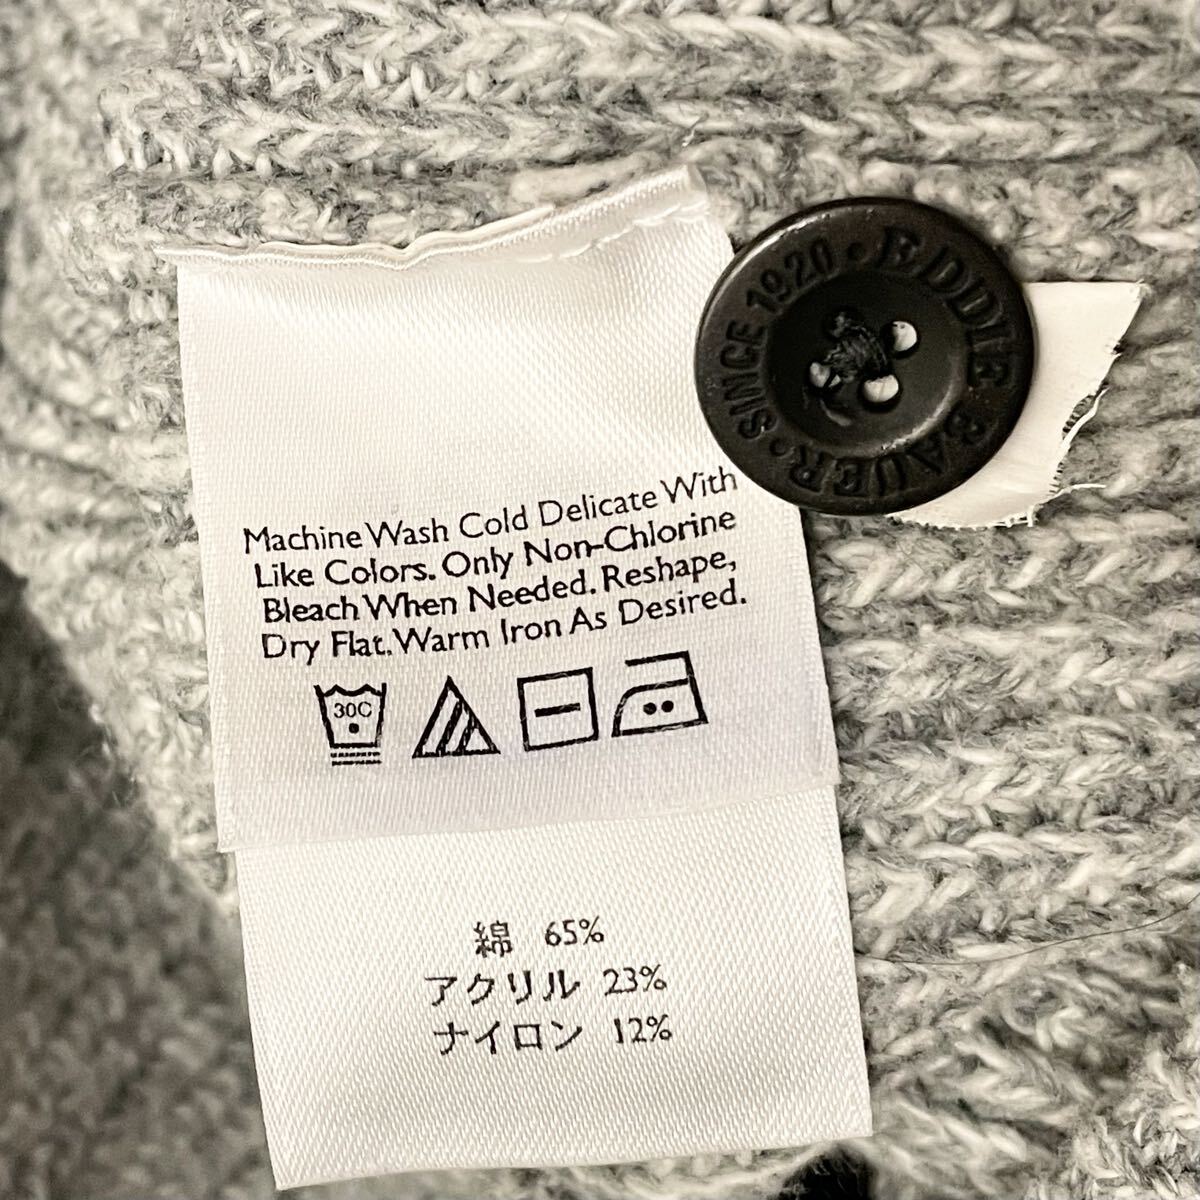 EDDIE BAUER • SINCE 1920 •
Machine Wash Cold Delicate With
Like Colors. Only Non-Chlorine
Bleach When Needed. Reshape,
Dry Flat. Warm Iron As Desired.
30C
綿 65%
アクリル 23%
ナイロン 12%